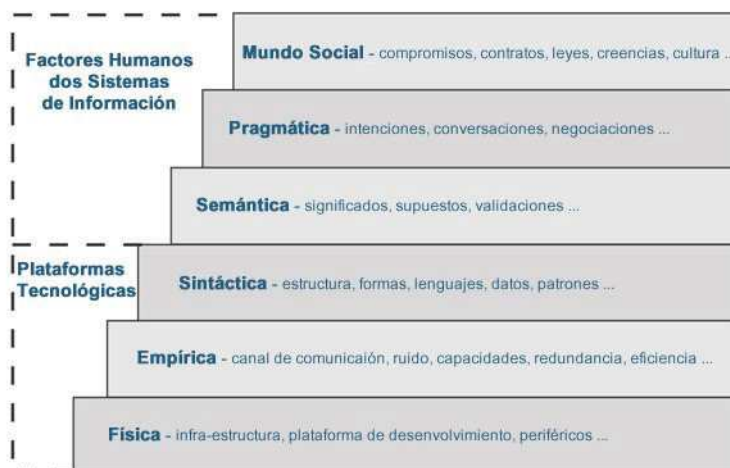 Factores Humanos
dos Sistemas
de Información
Mundo Social - compromisos, contratos, leyes, creencias, cultura ...
Pragmática - intenciones, conversaciones, negociaciones ...
Semántica - significados, supuestos, validaciones ...
Plataformas
Tecnológicas
Sintáctica - estructura, formas, lenguajes, datos, patrones ...
Empírica - canal de comunicaión, ruido, capacidades, redundancia, eficiencia ...
Física - infra-estructura, plataforma de desenvolvimiento, periféricos ...